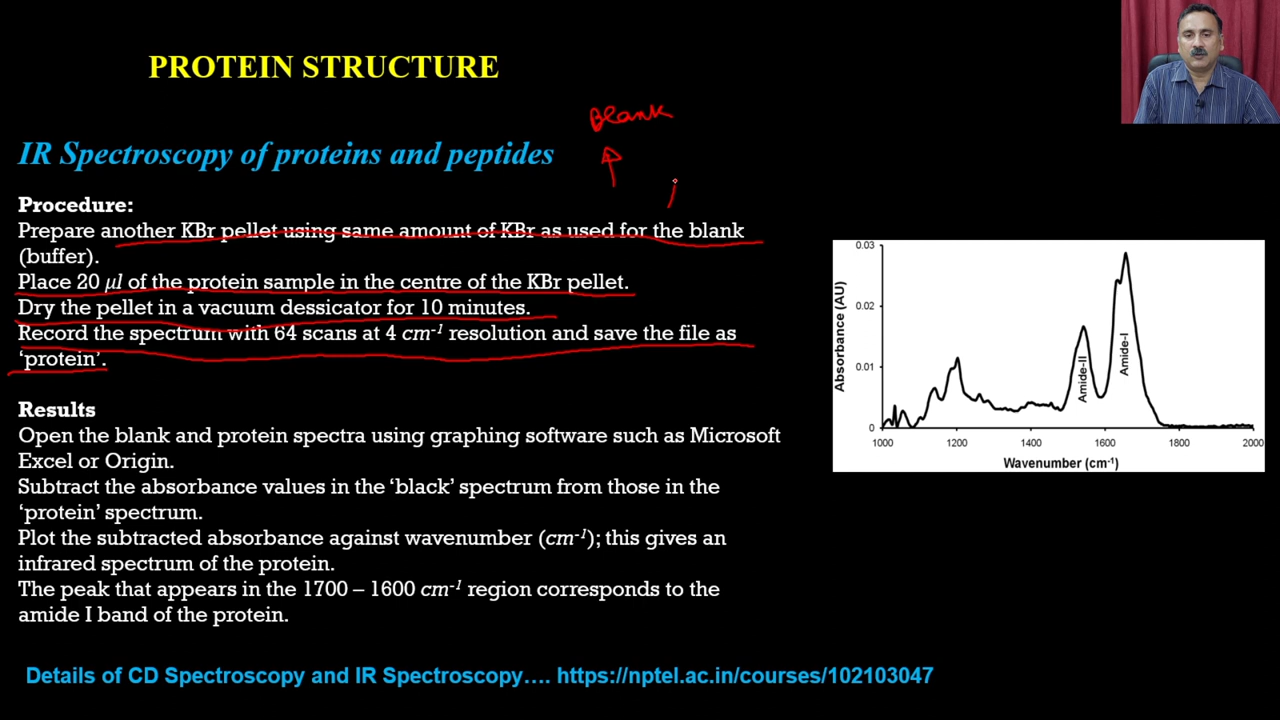 PROTEIN STRUCTURE
Blank
IR Spectroscopy of proteins and peptides
Procedure:
Prepare another KBr pellet using same amount of KBr as used for the blank
(buffer).
Place 20 µl of the protein sample in the centre of the KBr pellet.
Dry the pellet in a vacuum dessicator for 10 minutes.
Record the spectrum with 64 scans at 4 cm-1 resolution and save the file as
‘protein’.
Results
Open the blank and protein spectra using graphing software such as Microsoft
Excel or Origin.
Subtract the absorbance values in the ‘black’ spectrum from those in the
‘protein’ spectrum.
Plot the subtracted absorbance against wavenumber (cm-1); this gives an
infrared spectrum of the protein.
The peak that appears in the 1700 – 1600 cm-1 region corresponds to the
amide I band of the protein.
Absorbance (AU)
0.03
0.02
0.01
0
Amide-II
Amide-I
1000 1200 1400 1600 1800 2000
Wavenumber (cm-1)
Details of CD Spectroscopy and IR Spectroscopy.... https://nptel.ac.in/courses/102103047